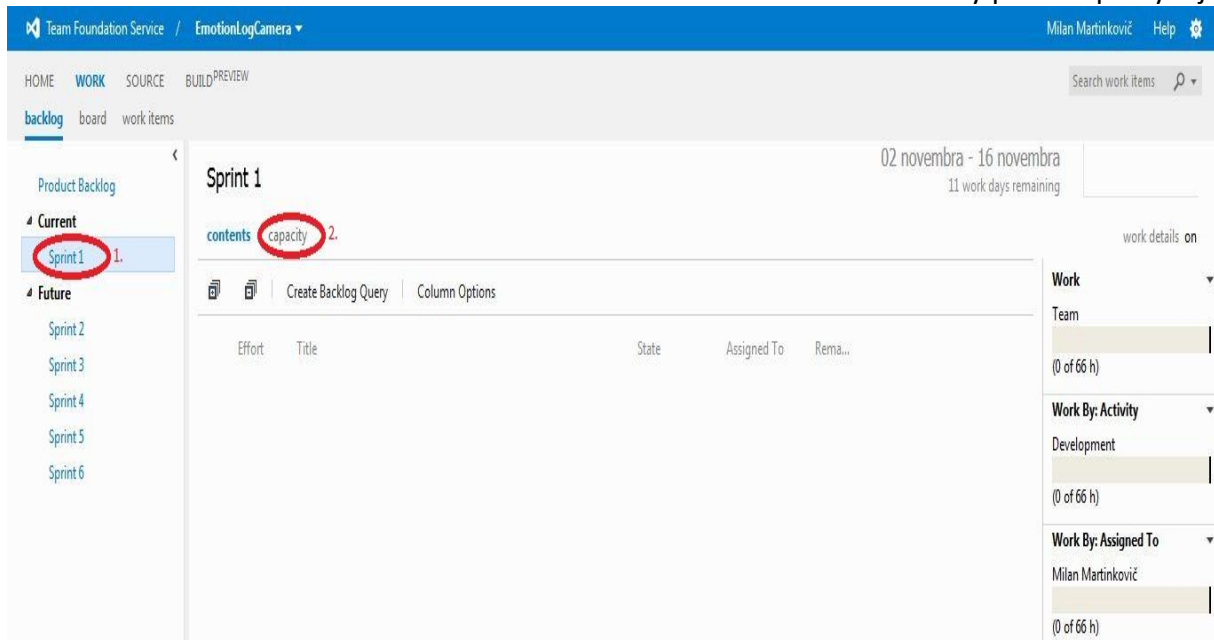 Team Foundation Service / EmotionLogCamera
Milan Martinkovič Help
HOME WORK SOURCE BUILD PREVIEW
Search work items
backlog board work items
Product Backlog
Current
Sprint 1 1.
Future
Sprint 2
Sprint 3
Sprint 4
Sprint 5
Sprint 6
Sprint 1
02 novembra - 16 novembra
11 work days remaining
contents capacity 2.
work details on
Create Backlog Query Column Options
Effort Title State Assigned To Rema...
Work
Team
(0 of 66 h)
Work By: Activity
Development
(0 of 66 h)
Work By: Assigned To
Milan Martinkovič
(0 of 66 h)